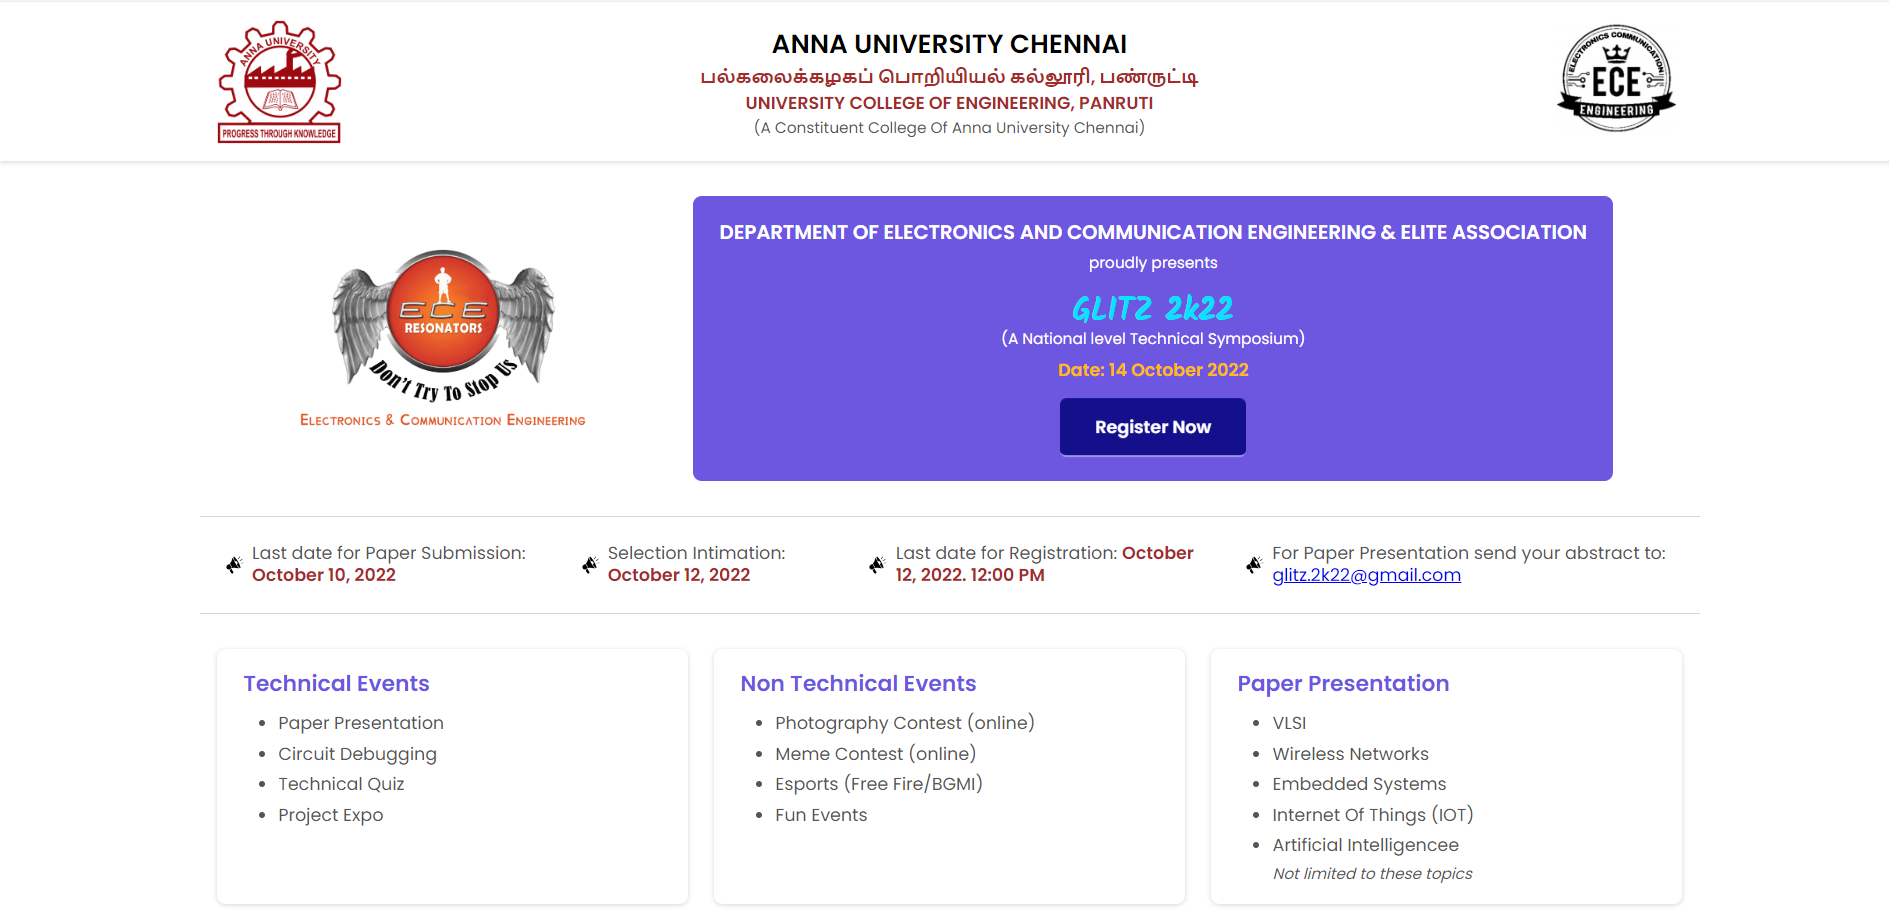 ANNA UNIVERSITY
PROGRESS THROUGH KNOWLEDGE
ANNA UNIVERSITY CHENNAI
பல்கலைக்கழகப் பொறியியல் கல்லூரி, பண்ருட்டி
UNIVERSITY COLLEGE OF ENGINEERING, PANRUTI
(A Constituent College Of Anna University Chennai)
ELECTRONICS COMMUNICATION
ECE
ENGINEERING
ECE
RESONATORS
Don't Try To Stop Us
Electronics & Communication Engineering
DEPARTMENT OF ELECTRONICS AND COMMUNICATION ENGINEERING & ELITE ASSOCIATION
proudly presents
GLITZ 2k22
(A National level Technical Symposium)
Date: 14 October 2022
Register Now
Last date for Paper Submission:
October 10, 2022
Selection Intimation:
October 12, 2022
Last date for Registration: October
12, 2022. 12:00 PM
For Paper Presentation send your abstract to:
glitz.2k22@gmail.com
Technical Events
• Paper Presentation
• Circuit Debugging
• Technical Quiz
• Project Expo
Non Technical Events
• Photography Contest (online)
• Meme Contest (online)
• Esports (Free Fire/BGMI)
• Fun Events
Paper Presentation
• VLSI
• Wireless Networks
• Embedded Systems
• Internet Of Things (IOT)
• Artificial Intelligencee
Not limited to these topics